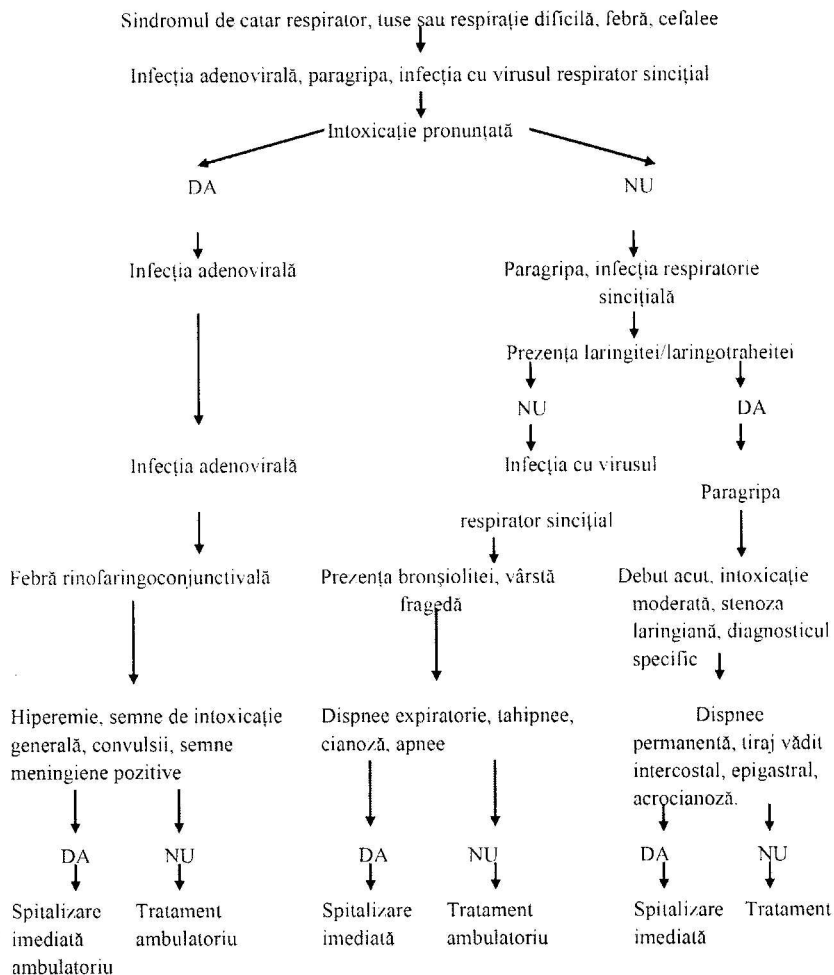 Sindromul de catar respirator, tuse sau respirație dificilă, febră, cefalee
Infecția adenovirală, paragripa, infecția cu virusul respirator sincițial
Intoxicație pronunțată
DA
NU
Infecția adenovirală
Paragripa, infecția respiratorie
sincițială
Prezența laringitei/laringotraheitei
NU
DA
Infecția adenovirală
Infecția cu virusul
respirator sincițial
Paragripa
Febră rinofaringoconjunctivală
Prezența bronșiolitei, vârstă
fragedă
Debut acut, intoxicație
moderată, stenoza
laringiană, diagnosticul
specific
Hiperemie, semne de intoxicație
generală, convulsii, semne
meningiene pozitive
Dispnee expiratorie, tahipnee,
cianoză, apnee
Dispnee
permanentă, tiraj vădit
intercostal, epigastral,
acrocianoză.
DA
NU
DA
NU
DA
NU
Spitalizare
imediată
ambulatoriu
Tratament
ambulatoriu
Spitalizare
imediată
Tratament
ambulatoriu
Spitalizare
imediată
Tratament